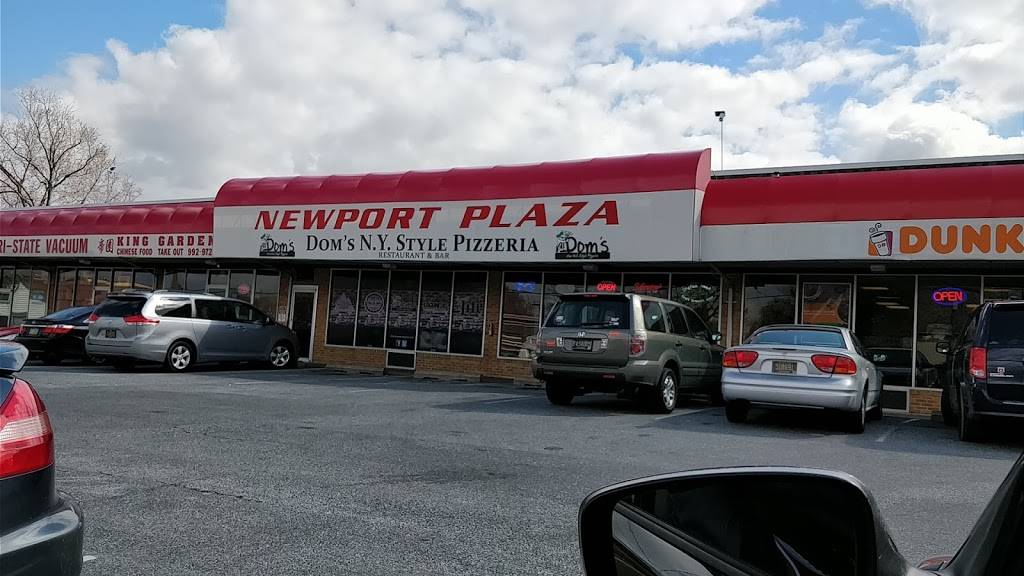 NEWPORT PLAZA
Dom's
DOM'S N.Y. STYLE PIZZERIA
RESTAURANT & BAR
Dom's
RI-STATE VACUUM
KING GARDEN
CHINESE FOOD TAKE OUT 992-972
DUNK
OPEN
OPEN